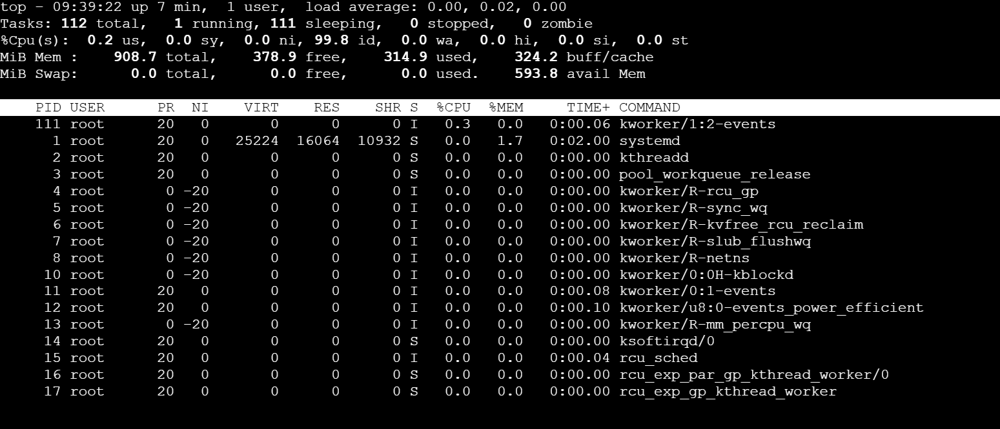 top - 09:39:22 up 7 min,  1 user,  load average: 0.00, 0.02, 0.00
Tasks: 112 total,   1 running, 111 sleeping,   0 stopped,   0 zombie
%Cpu(s):  0.2 us,  0.0 sy,  0.0 ni, 99.8 id,  0.0 wa,  0.0 hi,  0.0 si,  0.0 st
MiB Mem :    908.7 total,    378.9 free,    314.9 used,    324.2 buff/cache
MiB Swap:      0.0 total,      0.0 free,      0.0 used.    593.8 avail Mem
    PID USER      PR  NI    VIRT    RES    SHR S  %CPU  %MEM     TIME+ COMMAND
    111 root      20   0       0      0      0 I   0.3   0.0   0:00.06 kworker/1:2-events
      1 root      20   0   25224  16064  10932 S   0.0   1.7   0:02.00 systemd
      2 root      20   0       0      0      0 S   0.0   0.0   0:00.00 kthreadd
      3 root      20   0       0      0      0 S   0.0   0.0   0:00.00 pool_workqueue_release
      4 root       0 -20       0      0      0 I   0.0   0.0   0:00.00 kworker/R-rcu_gp
      5 root       0 -20       0      0      0 I   0.0   0.0   0:00.00 kworker/R-sync_wq
      6 root       0 -20       0      0      0 I   0.0   0.0   0:00.00 kworker/R-kvfree_rcu_reclaim
      7 root       0 -20       0      0      0 I   0.0   0.0   0:00.00 kworker/R-slub_flushwq
      8 root       0 -20       0      0      0 I   0.0   0.0   0:00.00 kworker/R-netns
     10 root       0 -20       0      0      0 I   0.0   0.0   0:00.00 kworker/0:0H-kblockd
     11 root      20   0       0      0      0 I   0.0   0.0   0:00.08 kworker/0:1-events
     12 root      20   0       0      0      0 I   0.0   0.0   0:00.10 kworker/u8:0-events_power_efficient
     13 root       0 -20       0      0      0 I   0.0   0.0   0:00.00 kworker/R-mm_percpu_wq
     14 root      20   0       0      0      0 S   0.0   0.0   0:00.00 ksoftirqd/0
     15 root      20   0       0      0      0 I   0.0   0.0   0:00.04 rcu_sched
     16 root      20   0       0      0      0 S   0.0   0.0   0:00.00 rcu_exp_par_gp_kthread_worker/0
     17 root      20   0       0      0      0 S   0.0   0.0   0:00.00 rcu_exp_gp_kthread_worker